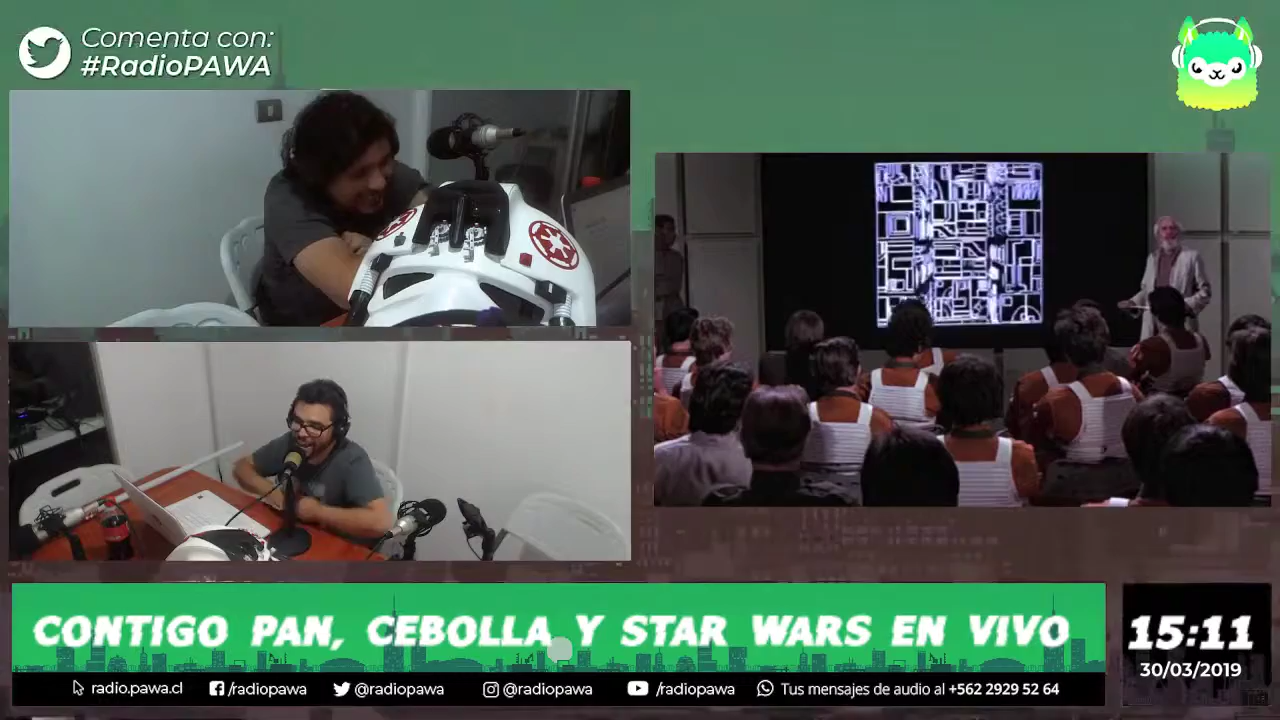 Comenta con:
#RadioPAWA
CONTIGO PAN, CEBOLLA Y STAR WARS EN VIVO
15:11
30/03/2019
radio.pawa.cl
/radiopawa
@radiopawa
@radiopawa
/radiopawa
Tus mensajes de audio al +562 2929 52 64